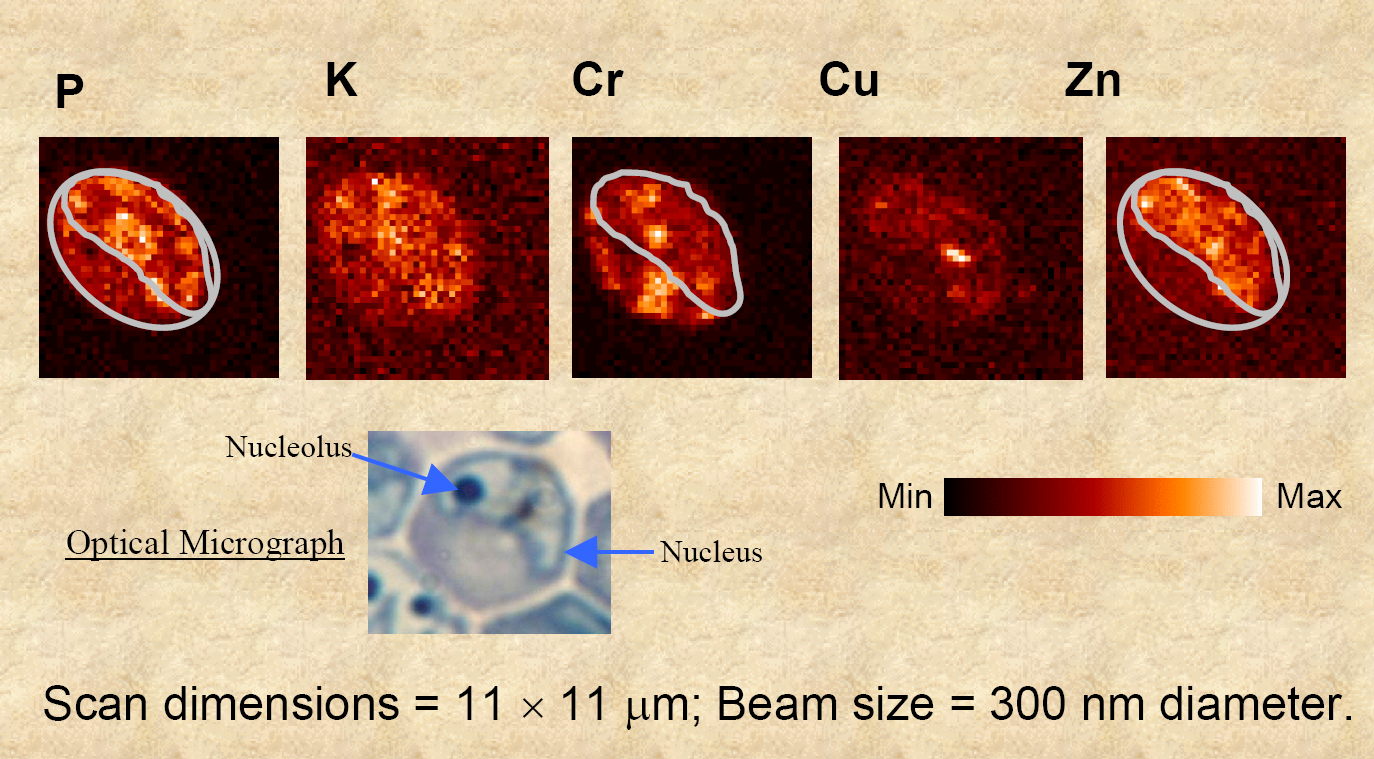 P
K
Cr
Cu
Zn
Nucleolus
Optical Micrograph
Nucleus
Min
Max
Scan dimensions = 11 × 11 μm; Beam size = 300 nm diameter.